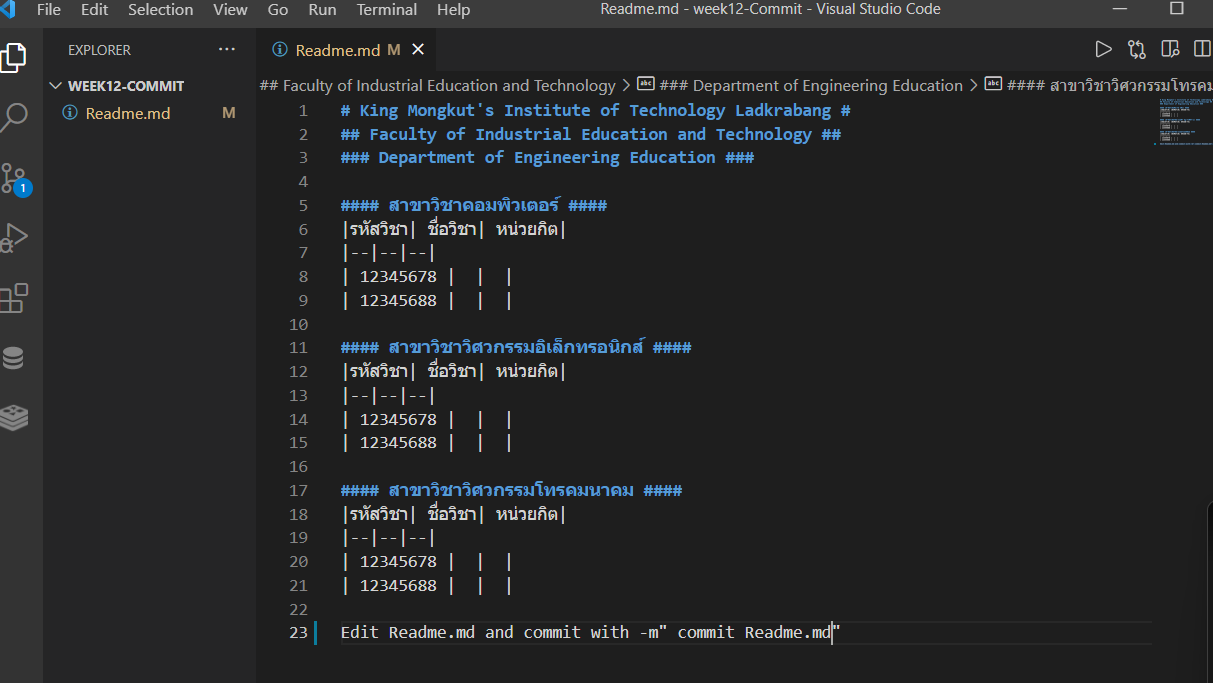 File Edit Selection View Go Run Terminal Help Readme.md - week12-Commit - Visual Studio Code
EXPLORER ···
Readme.md M
WEEK12-COMMIT
Readme.md M
## Faculty of Industrial Education and Technology > ### Department of Engineering Education > #### สาขาวิชาวิศวกรรมโทรคม
1 # King Mongkut's Institute of Technology Ladkrabang #
2 ## Faculty of Industrial Education and Technology ##
3 ### Department of Engineering Education ###
4
5 #### สาขาวิชาคอมพิวเตอร์ ####
6 |รหัสวิชา| ชื่อวิชา| หน่วยกิต|
7 |--|--|--|
8 | 12345678 | | |
9 | 12345688 | | |
10
11 #### สาขาวิชาวิศวกรรมอิเล็กทรอนิกส์ ####
12 |รหัสวิชา| ชื่อวิชา| หน่วยกิต|
13 |--|--|--|
14 | 12345678 | | |
15 | 12345688 | | |
16
17 #### สาขาวิชาวิศวกรรมโทรคมนาคม ####
18 |รหัสวิชา| ชื่อวิชา| หน่วยกิต|
19 |--|--|--|
20 | 12345678 | | |
21 | 12345688 | | |
22
23 Edit Readme.md and commit with -m" commit Readme.md"
1